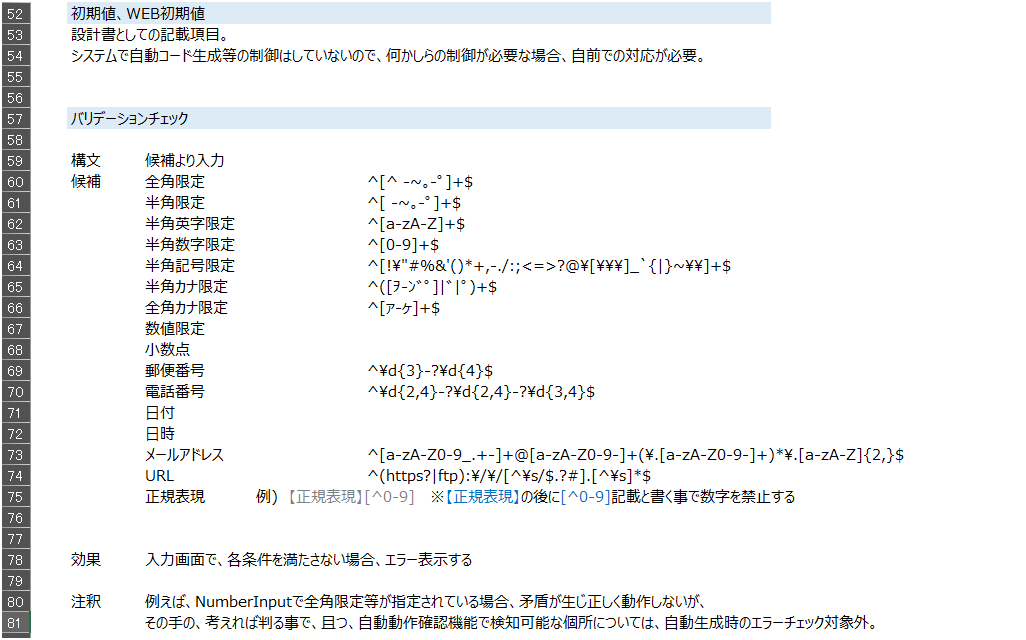 52 初期値、WEB初期値
53 設計書としての記載項目。
54 システムで自動コード生成等の制御はしていないので、何かしらの制御が必要な場合、自前での対応が必要。
55
56
57 バリデーションチェック
58
59 構文 候補より入力
60 候補 全角限定 ^[^ -~｡-ﾟ]+$
61 半角限定 ^[ -~｡-ﾟ]+$
62 半角英字限定 ^[a-zA-Z]+$
63 半角数字限定 ^[0-9]+$
64 半角記号限定 ^[!¥"#%&'()*+,-./:;<=>?@¥[¥¥¥]_`{|}~¥¥]+$
65 半角カナ限定 ^([ｦ-ﾝﾞﾟ]|ﾞ|ﾟ)+$
66 全角カナ限定 ^[ァ-ヶ]+$
67 数値限定
68 小数点
69 郵便番号 ^¥d{3}-?¥d{4}$
70 電話番号 ^¥d{2,4}-?¥d{2,4}-?¥d{3,4}$
71 日付
72 日時
73 メールアドレス ^[a-zA-Z0-9_.+-]+@[a-zA-Z0-9-]+(¥.[a-zA-Z0-9-]+)*¥.[a-zA-Z]{2,}$
74 URL ^(https?|ftp):¥/¥/[^¥s/$.?#].[^¥s]*$
75 正規表現 例) 【正規表現】[^0-9] ※【正規表現】の後に[^0-9]記載と書く事で数字を禁止する
76
77
78 効果 入力画面で、各条件を満たさない場合、エラー表示する
79
80 注釈 例えば、NumberInputで全角限定等が指定されている場合、矛盾が生じ正しく動作しないが、
81 その手の、考えれば判る事で、且つ、自動動作確認機能で検知可能な個所については、自動生成時のエラーチェック対象外。